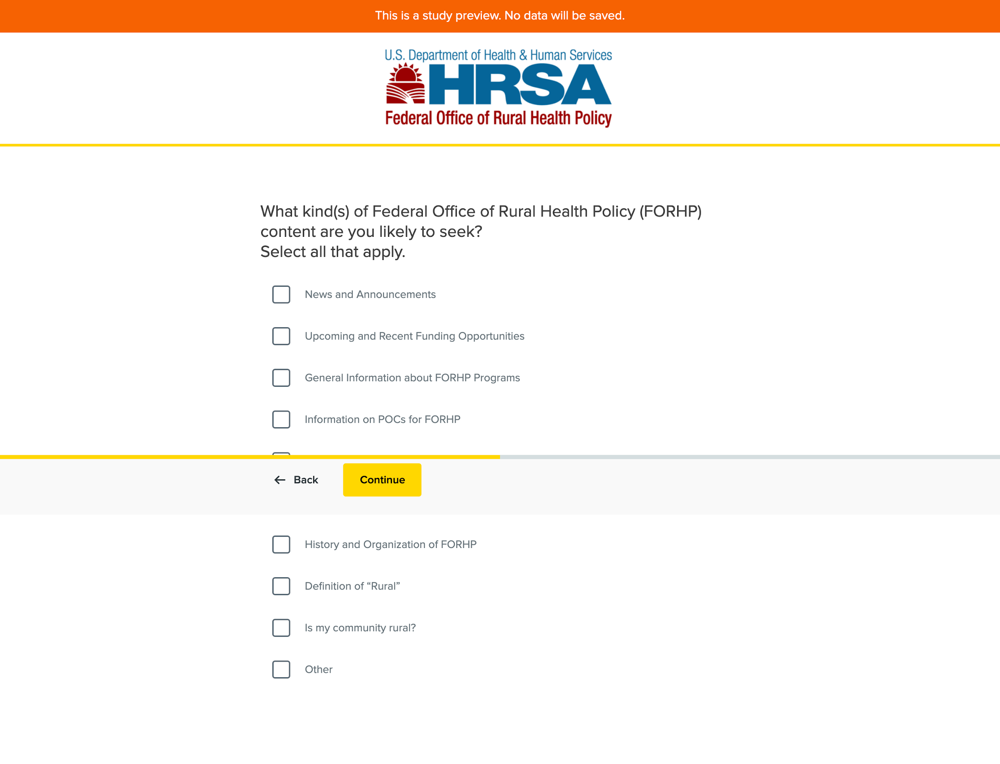 This is a study preview. No data will be saved.
U.S. Department of Health & Human Services
HRSA
Federal Office of Rural Health Policy
What kind(s) of Federal Office of Rural Health Policy (FORHP)
content are you likely to seek?
Select all that apply.
News and Announcements
Upcoming and Recent Funding Opportunities
General Information about FORHP Programs
Information on POCs for FORHP
Back
Continue
History and Organization of FORHP
Definition of “Rural”
Is my community rural?
Other